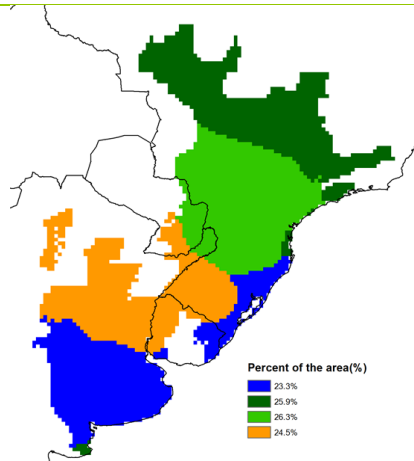 Percent of the area(%)
23.3%
25.9%
26.3%
24.5%